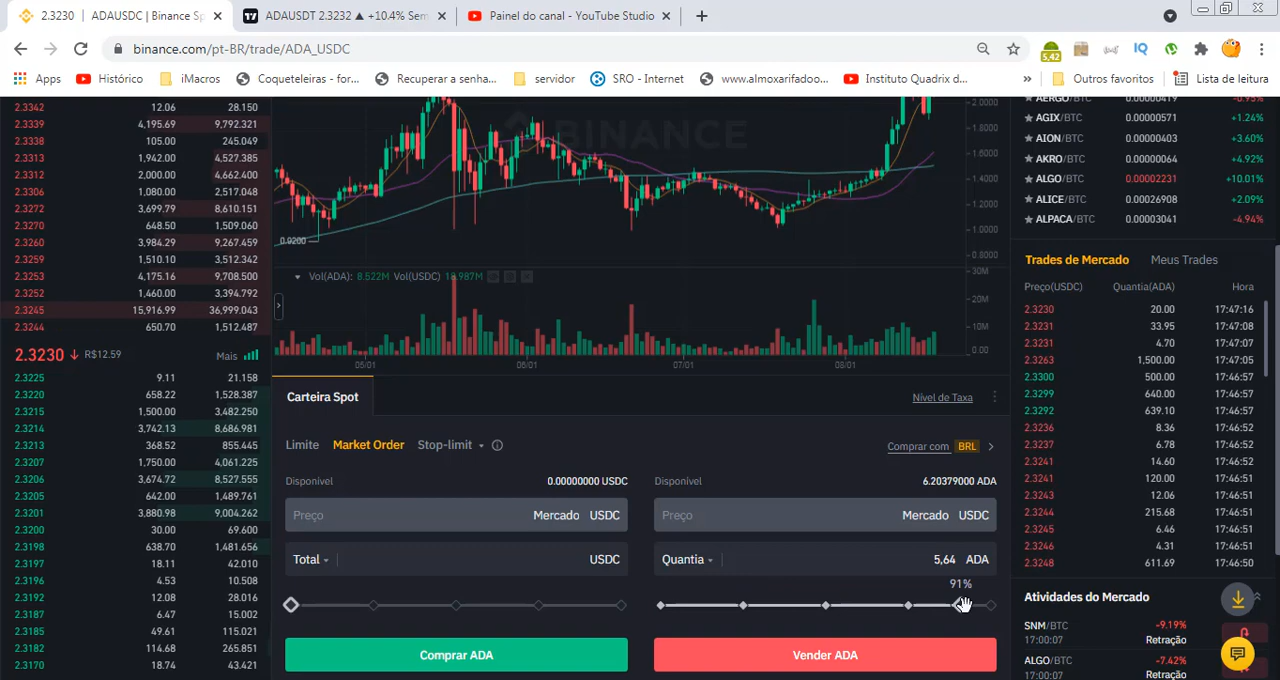 2.3230 | ADAUSDC | Binance Sp
ADAUSDT 2.3232 ▲ +10.4% Sem
Painel do canal - YouTube Studio
binance.com/pt-BR/trade/ADA_USDC
5,42
IQ
Apps
Histórico
iMacros
Coqueteleiras - for...
Recuperar a senha...
servidor
SRO - Internet
www.almoxarifadoo...
Instituto Quadrix d...
»
Outros favoritos
Lista de leitura
2.3342 12.06 28.150
2.3339 4,195.69 9,792.321
2.3338 105.00 245.049
2.3313 1,942.00 4,527.385
2.3312 2,000.00 4,662.400
2.3306 1,080.00 2,517.048
2.3272 3,699.79 8,610.151
2.3270 648.50 1,509.060
2.3260 3,984.29 9,267.459
2.3259 1,510.10 3,512.342
2.3253 4,175.16 9,708.500
2.3252 1,460.00 3,394.792
2.3245 15,916.99 36,999.043
2.3244 650.70 1,512.487
2.3230 ↓ R$12.59 Mais
2.3225 9.11 21.158
2.3220 658.22 1,528.387
2.3215 1,500.00 3,482.250
2.3214 3,742.13 8,686.981
2.3213 368.52 855.445
2.3207 1,750.00 4,061.225
2.3206 3,674.72 8,527.555
2.3205 642.00 1,489.761
2.3201 3,880.98 9,004.262
2.3200 30.00 69.600
2.3198 638.70 1,481.656
2.3197 18.11 42.010
2.3196 4.53 10.508
2.3192 12.08 28.016
2.3187 6.47 15.002
2.3185 49.61 115.021
2.3182 114.68 265.851
2.3170 18.74 43.421
BINANCE
2.0000
1.8000
1.6000
1.4000
1.2000
1.0000
0.8000
0.9200
Vol(ADA): 8.522M Vol(USDC) 18.987M
30M
20M
10M
0.00
05/01 06/01 07/01 08/01
Carteira Spot
Nível de Taxa
Limite Market Order Stop-limit
Comprar com BRL
Disponível 0.00000000 USDC
Preço Mercado USDC
Total USDC
Comprar ADA
Disponível 6.20379000 ADA
Preço Mercado USDC
Quantia 5,64 ADA
91%
Vender ADA
AERGO/BTC 0.00000419 -0.95%
AGIX/BTC 0.00000571 +1.24%
AION/BTC 0.00000403 +3.60%
AKRO/BTC 0.00000064 +4.92%
ALGO/BTC 0.00002231 +10.01%
ALICE/BTC 0.00026908 +2.09%
ALPACA/BTC 0.00003041 -4.94%
Trades de Mercado Meus Trades
Preço(USDC) Quantia(ADA) Hora
2.3230 20.00 17:47:16
2.3231 33.95 17:47:08
2.3231 4.70 17:47:07
2.3263 1,500.00 17:47:05
2.3300 500.00 17:46:57
2.3299 640.00 17:46:57
2.3292 639.10 17:46:57
2.3236 8.36 17:46:52
2.3237 6.78 17:46:52
2.3241 14.60 17:46:52
2.3241 120.00 17:46:51
2.3243 12.06 17:46:51
2.3244 215.68 17:46:51
2.3245 6.46 17:46:51
2.3246 4.31 17:46:51
2.3248 611.69 17:46:50
Atividades do Mercado
SNM/BTC -9.19%
17:00:07 Retração
ALGO/BTC -7.42%
17:00:07 Retração